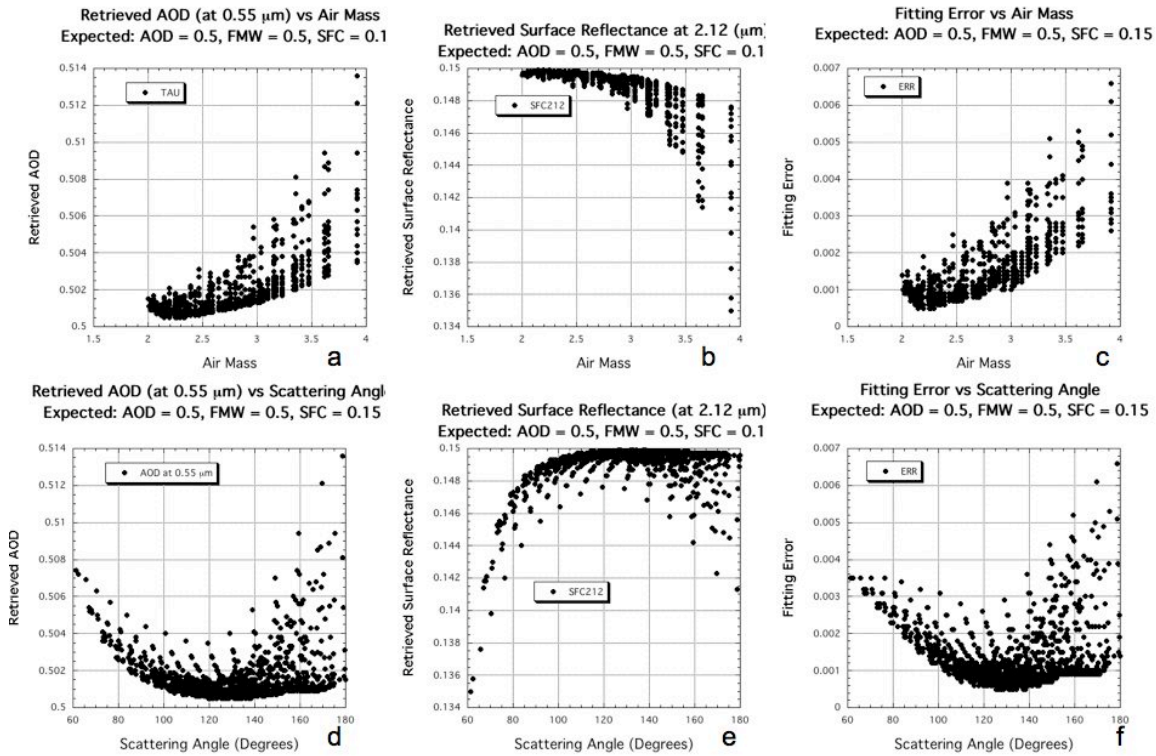 Retrieved AOD (at 0.55 μm) vs Air Mass
Expected: AOD = 0.5, FMW = 0.5, SFC = 0.1
0.514
0.512
0.51
0.508
0.506
0.504
0.502
0.5
TAU
Retrieved AOD
1.5 2 2.5 3 3.5 4
Air Mass
a
Retrieved Surface Reflectance at 2.12 (μm)
Expected: AOD = 0.5, FMW = 0.5, SFC = 0.1
0.15
0.148
0.146
0.144
0.142
0.14
0.138
0.136
0.134
SFC212
Retrieved Surface Reflectance
1.5 2 2.5 3 3.5 4
Air Mass
b
Fitting Error vs Air Mass
Expected: AOD = 0.5, FMW = 0.5, SFC = 0.15
0.007
0.006
0.005
0.004
0.003
0.002
0.001
0
ERR
Fitting Error
1.5 2 2.5 3 3.5 4
Air Mass
c
Retrieved AOD (at 0.55 μm) vs Scattering Angl
Expected: AOD = 0.5, FMW = 0.5, SFC = 0.15
0.514
0.512
0.51
0.508
0.506
0.504
0.502
0.5
AOD at 0.55 μm
Retrieved AOD
60 80 100 120 140 160 180
Scattering Angle (Degrees)
d
Retrieved Surface Reflectance (at 2.12 μm)
Expected: AOD = 0.5, FMW = 0.5, SFC = 0.1
0.15
0.148
0.146
0.144
0.142
0.14
0.138
0.136
0.134
SFC212
Retrieved Surface Reflectance
60 80 100 120 140 160 180
Scattering Angle (Degrees)
e
Fitting Error vs Scattering Angle
Expected: AOD = 0.5, FMW = 0.5, SFC = 0.15
0.007
0.006
0.005
0.004
0.003
0.002
0.001
0
ERR
Fitting Error
60 80 100 120 140 160 180
Scattering Angle (Degrees)
f